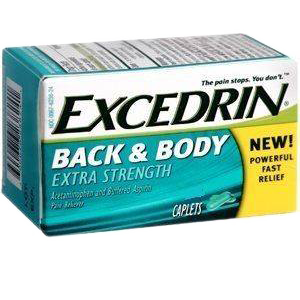 The pain stops. You don't.™
EXCEDRIN®
BACK & BODY
EXTRA STRENGTH
Acetaminophen and Buffered Aspirin
Pain Reliever
CAPLETS
NEW!
POWERFUL
FAST
RELIEF